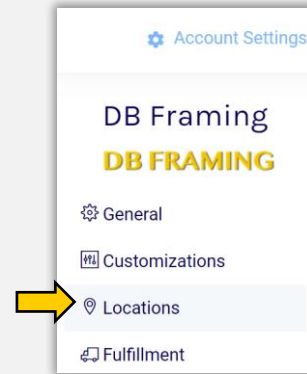 Account Settings
DB Framing
DB FRAMING
General
Customizations
Locations
Fulfillment